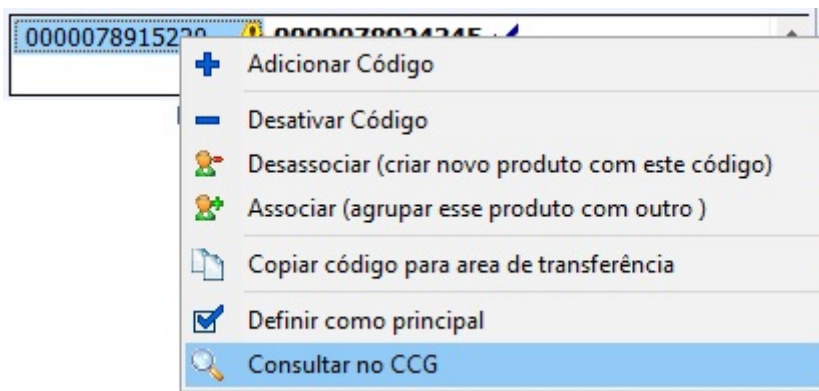 Adicionar Código
Desativar Código
Desassociar (criar novo produto com este código)
Associar (agrupar esse produto com outro )
Copiar código para area de transferência
Definir como principal
Consultar no CCG